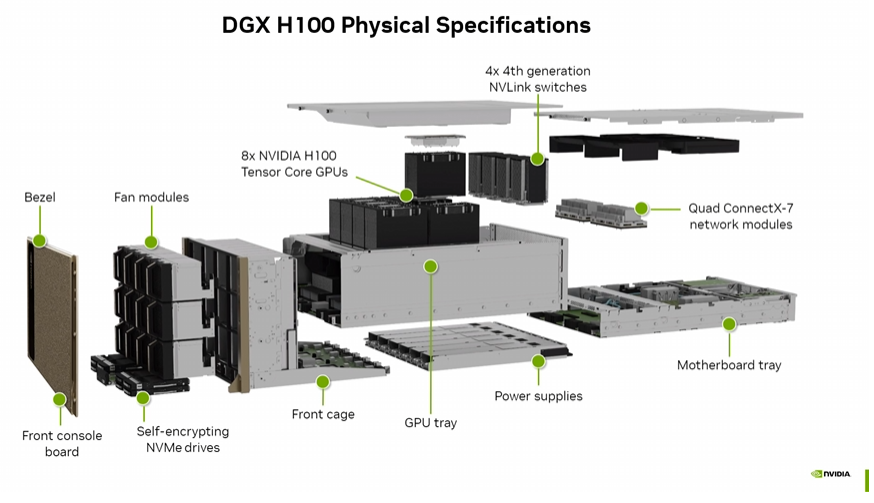 DGX H100 Physical Specifications
4x 4th generation
NVLink switches
8x NVIDIA H100
Tensor Core GPUs
Bezel
Fan modules
Quad ConnectX-7
network modules
Motherboard tray
Power supplies
Front cage
GPU tray
Self-encrypting
NVMe drives
Front console
board
NVIDIA